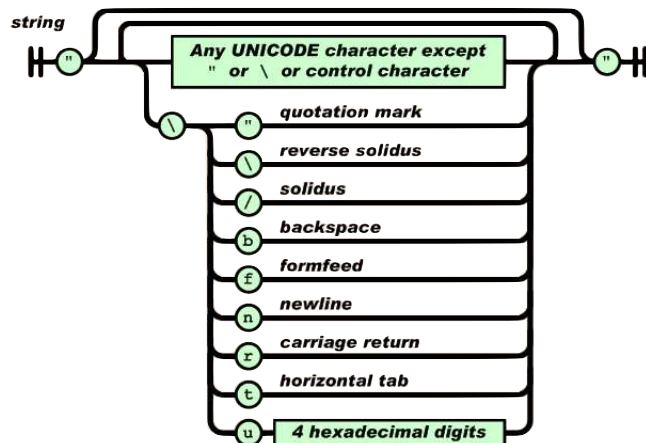 string
" Any UNICODE character except "
" or \ or control character
\ " quotation mark
\ reverse solidus
/ solidus
b backspace
f formfeed
n newline
r carriage return
t horizontal tab
u 4 hexadecimal digits